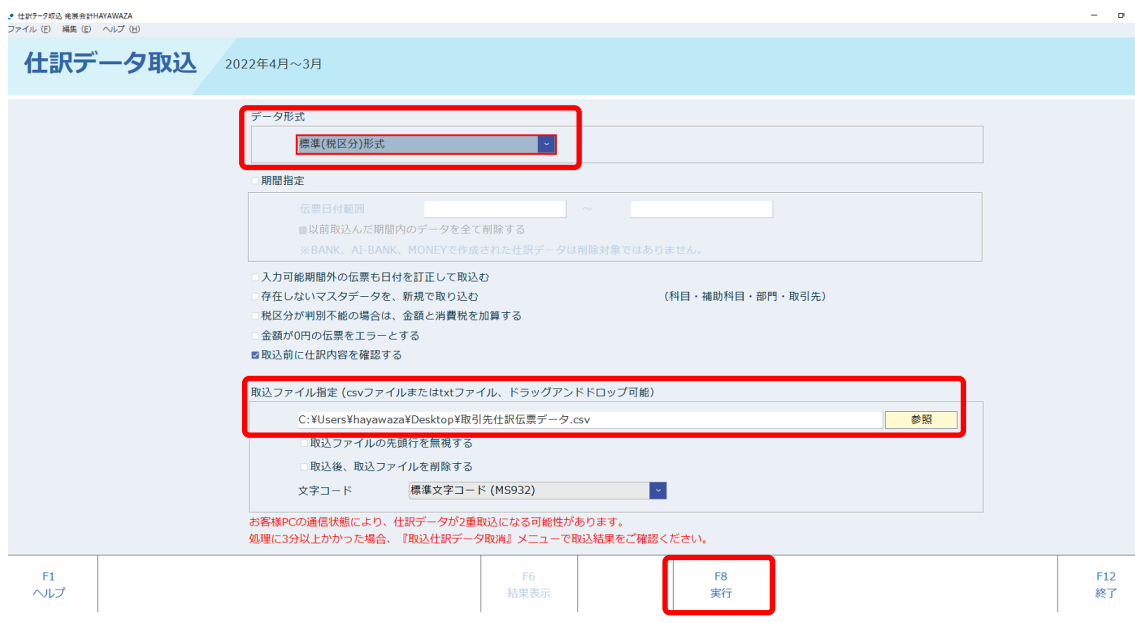 仕訳データ取込 発展会計HAYAWAZA
ファイル (F) 編集 (E) ヘルプ (H)
仕訳データ取込 2022年4月～3月
データ形式
標準(税区分)形式
期間指定
伝票日付範囲 ～
以前取込んだ期間内のデータを全て削除する
※BANK、AI-BANK、MONEYで作成された仕訳データは削除対象ではありません。
入力可能期間外の伝票も日付を訂正して取込む
存在しないマスタデータを、新規で取り込む (科目・補助科目・部門・取引先)
税区分が判別不能の場合は、金額と消費税を加算する
金額が0円の伝票をエラーとする
取込前に仕訳内容を確認する
取込ファイル指定 (csvファイルまたはtxtファイル、ドラッグアンドドロップ可能)
C:¥Users¥hayawaza¥Desktop¥取引先仕訳伝票データ.csv 参照
取込ファイルの先頭行を無視する
取込後、取込ファイルを削除する
文字コード 標準文字コード (MS932)
お客様PCの通信状態により、仕訳データが2重取込になる可能性があります。
処理に3分以上かかった場合、『取込仕訳データ取消』メニューで取込結果をご確認ください。
F1 F6 F8 F12
ヘルプ 結果表示 実行 終了